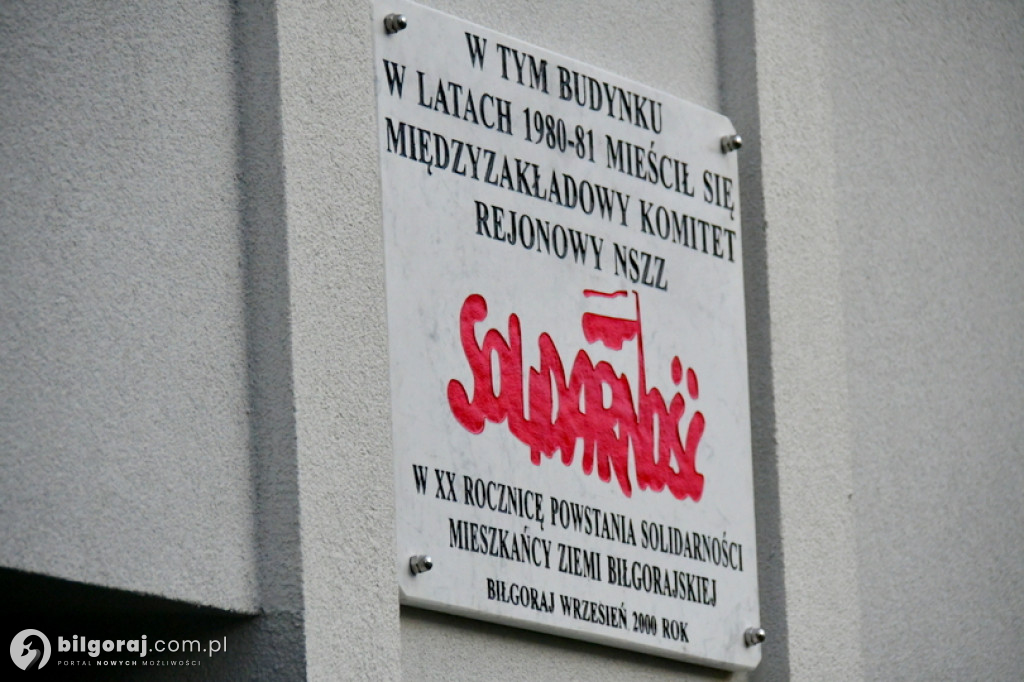 W TYM BUDYNKU
W LATACH 1980-81 MIEŚCIŁ SIĘ
MIĘDZYZAKŁADOWY KOMITET
REJONOWY NSZZ
SOLIDARNOŚĆ
W XX ROCZNICĘ POWSTANIA SOLIDARNOŚCI
MIESZKAŃCY ZIEMI BIŁGORAJSKIEJ
BIŁGORAJ WRZESIEŃ 2000 ROK
bilgoraj.com.pl
PORTAL NOWYCH MOŻLIWOŚCI